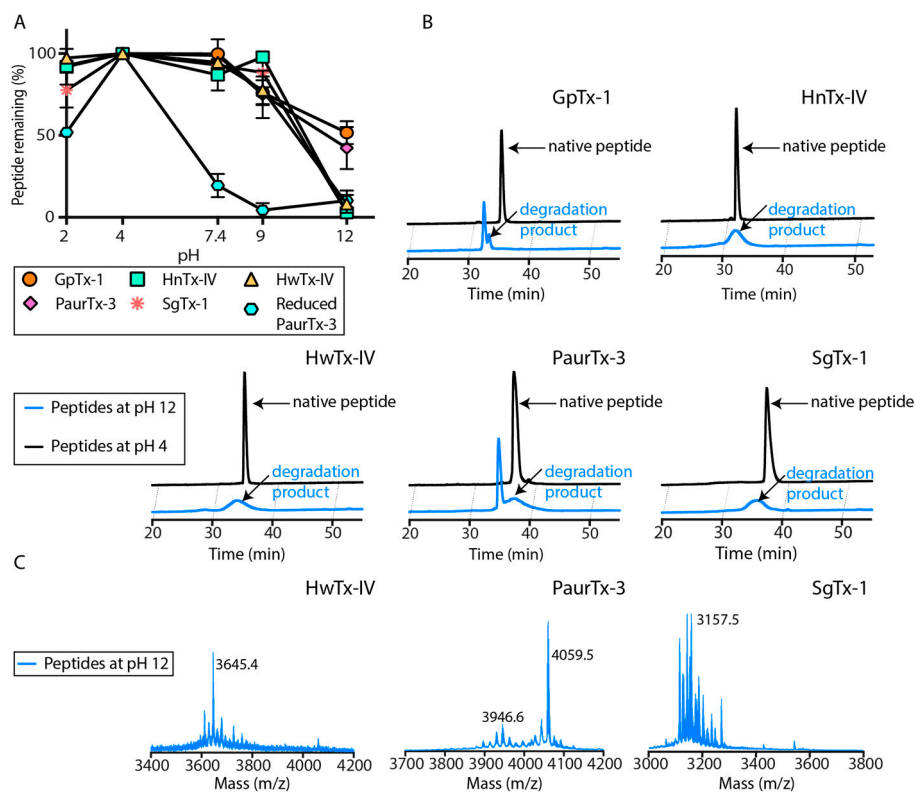 A
B
Peptide remaining (%)
100
50
0
2
4
7.4
9
12
pH
GpTx-1
HnTx-IV
HwTx-IV
PaurTx-3
SgTx-1
Reduced
PaurTx-3
GpTx-1
native peptide
degradation
product
20
30
40
50
Time (min)
HnTx-IV
native peptide
degradation
product
20
30
40
50
Time (min)
Peptides at pH 12
Peptides at pH 4
HwTx-IV
native peptide
degradation
product
20
30
40
50
Time (min)
PaurTx-3
native peptide
degradation
product
20
30
40
50
Time (min)
SgTx-1
native peptide
degradation
product
20
30
40
50
Time (min)
C
Peptides at pH 12
HwTx-IV
3645.4
3400
3600
3800
4000
4200
Mass (m/z)
PaurTx-3
4059.5
3946.6
3700
3800
3900
4000
4100
4200
Mass (m/z)
SgTx-1
3157.5
3000
3200
3400
3600
3800
Mass (m/z)